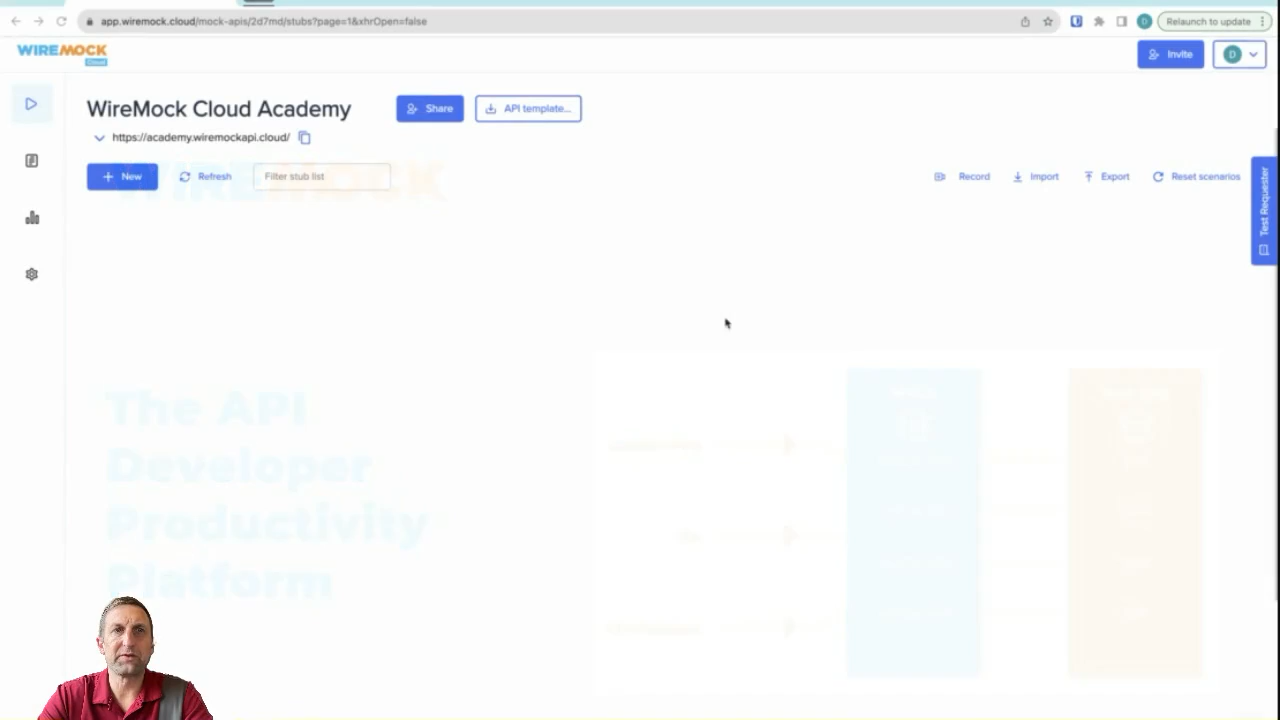 app.wiremock.cloud/mock-apis/2d7md/stubs?page=1&xhrOpen=false
D
Relaunch to update
WIREMOCK
Cloud
Invite
D
WireMock Cloud Academy
Share
API template...
https://academy.wiremockapi.cloud/
New
Refresh
Filter stub list
Record
Import
Export
Reset scenarios
Test Requester
WIREMOCK
The API
Developer
Productivity
Platform